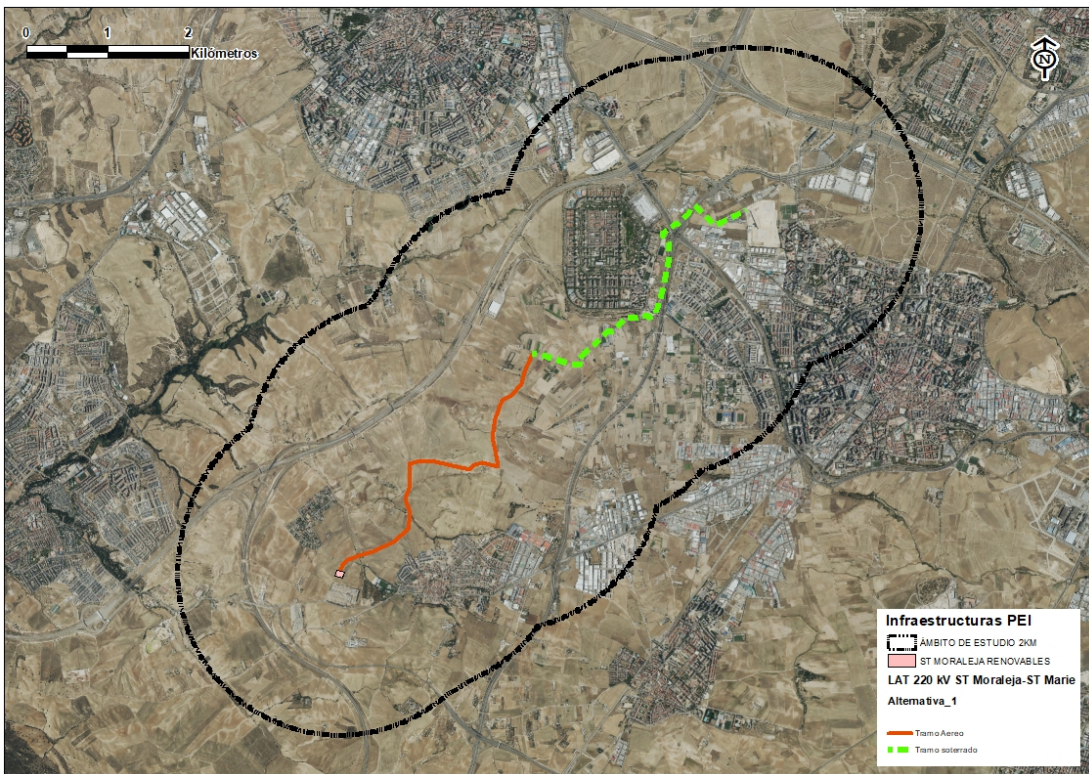 0 1 2
Kilómetros
N
Infraestructuras PEI
ÁMBITO DE ESTUDIO 2KM
ST MORALEJA RENOVABLES
LAT 220 kV ST Moraleja-ST Marie
Alternativa_1
Tramo Aereo
Tramo soterrado